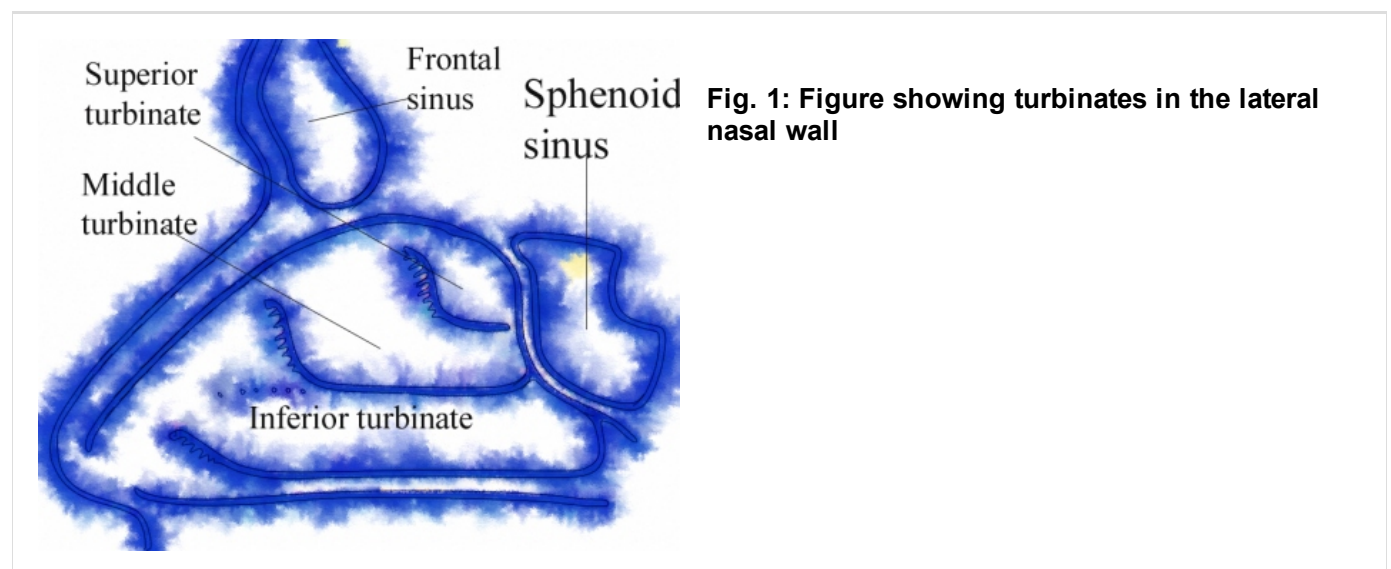 Superior
turbinate
Frontal
sinus
Sphenoid
sinus
Middle
turbinate
Inferior turbinate
Fig. 1: Figure showing turbinates in the lateral
nasal wall